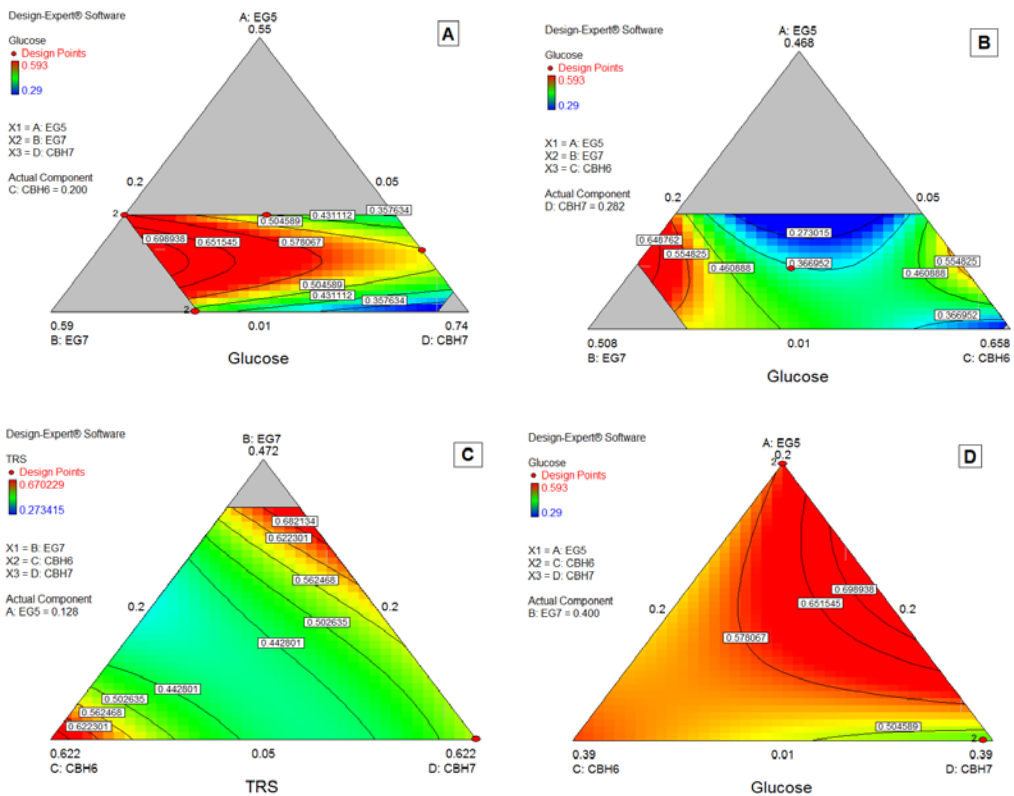 Design-Expert® Software
Glucose
Design Points
0.593
0.29
X1 = A: EG5
X2 = B: EG7
X3 = D: CBH7
Actual Component
C: CBH6 = 0.200
A: EG5
0.55
A
0.2
0.05
2
0.698938
0.651545
0.578067
0.504589
0.431112
0.357634
0.504589
0.431112
0.357634
2
0.59
B: EG7
0.01
0.74
D: CBH7
Glucose
Design-Expert® Software
Glucose
Design Points
0.593
0.29
X1 = A: EG5
X2 = B: EG7
X3 = C: CBH6
Actual Component
D: CBH7 = 0.282
A: EG5
0.468
B
0.2
0.05
0.648762
0.554825
0.460888
0.273015
0.366952
0.554825
0.460888
0.366952
0.508
B: EG7
0.01
0.658
C: CBH6
Glucose
Design-Expert® Software
TRS
Design Points
0.670229
0.273415
X1 = B: EG7
X2 = C: CBH6
X3 = D: CBH7
Actual Component
A: EG5 = 0.128
B: EG7
0.472
C
0.682134
0.622301
0.562468
0.502635
0.442801
0.2
0.2
0.442801
0.502635
0.562468
0.622301
0.622
C: CBH6
0.05
0.622
D: CBH7
TRS
Design-Expert® Software
Glucose
Design Points
0.593
0.29
X1 = A: EG5
X2 = C: CBH6
X3 = D: CBH7
Actual Component
B: EG7 = 0.400
A: EG5
0.2
2
D
0.2
0.2
0.698938
0.651545
0.578067
0.504589
2
0.39
C: CBH6
0.01
0.39
D: CBH7
Glucose